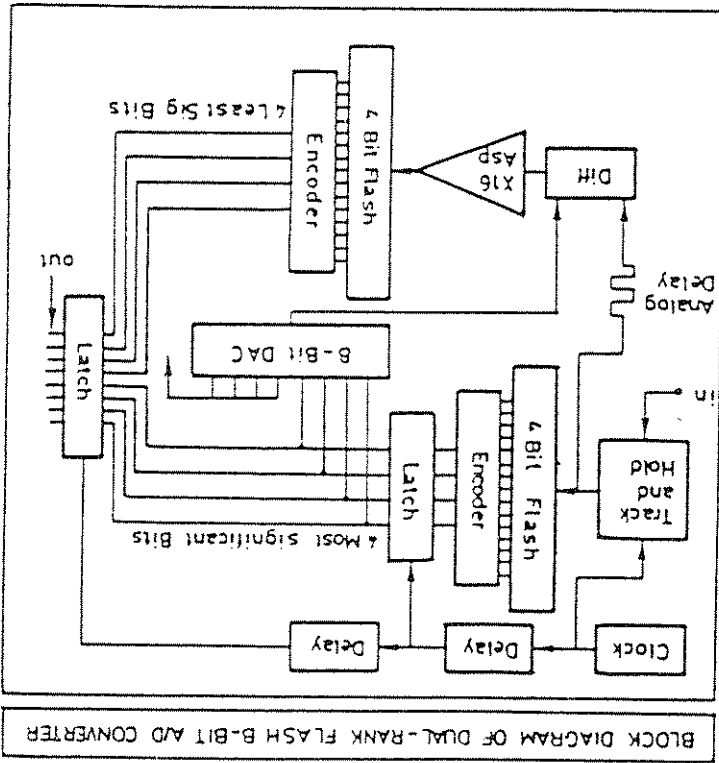 BLOCK DIAGRAM OF DUAL-RANK FLASH 8-BIT A/D CONVERTER
Clock
Delay
Delay
4 Most significant Bits
Track
and
Hold
4 Bit Flash
Encoder
Latch
in
Analog
Delay
8-Bit DAC
Latch
out
Diff
X16
Asp
4 Bit Flash
Encoder
4 Least Sig Bits